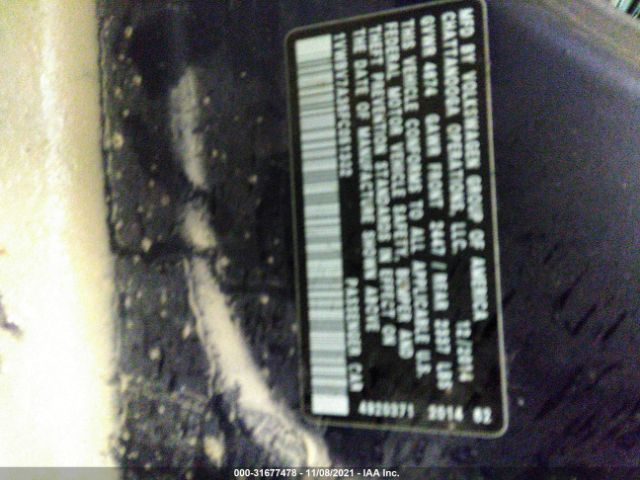 MFD BY VOLKSWAGEN GROUP OF AMERICA
CHATTANOOGA OPERATIONS, LLC. 12/2014
GVWR 4874 GAWR FRONT 2647 / REAR 2337 LBS
THIS VEHICLE CONFORMS TO ALL APPLICABLE U.S.
FEDERAL MOTOR VEHICLE SAFETY, BUMPER AND
THEFT PREVENTION STANDARDS IN EFFECT ON
THE DATE OF MANUFACTURE SHOWN ABOVE
PASSENGER CAR
4820371 2014 02
000-31677478 - 11/08/2021 - IAA Inc.